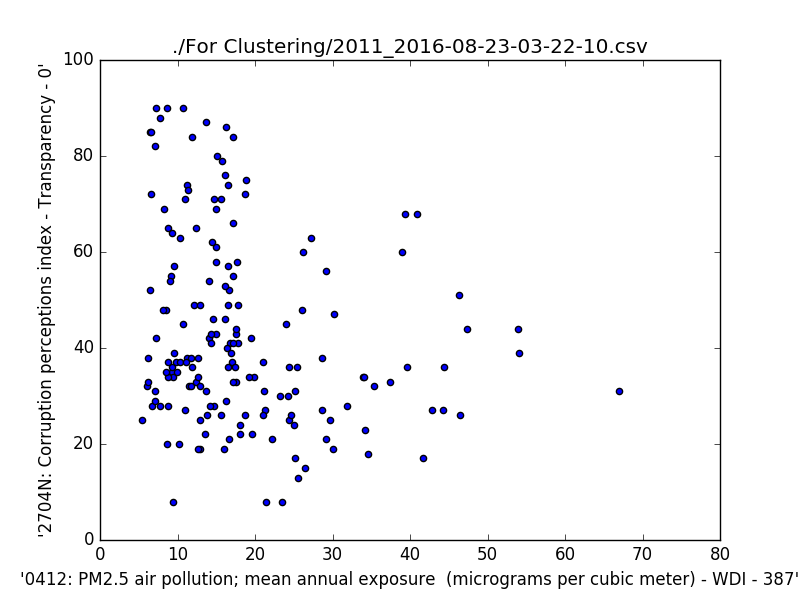 ./For Clustering/2011_2016-08-23-03-22-10.csv
'2704N: Corruption perceptions index - Transparency - 0'
100
80
60
40
20
0
0 10 20 30 40 50 60 70 80
'0412: PM2.5 air pollution; mean annual exposure  (micrograms per cubic meter) - WDI - 387'